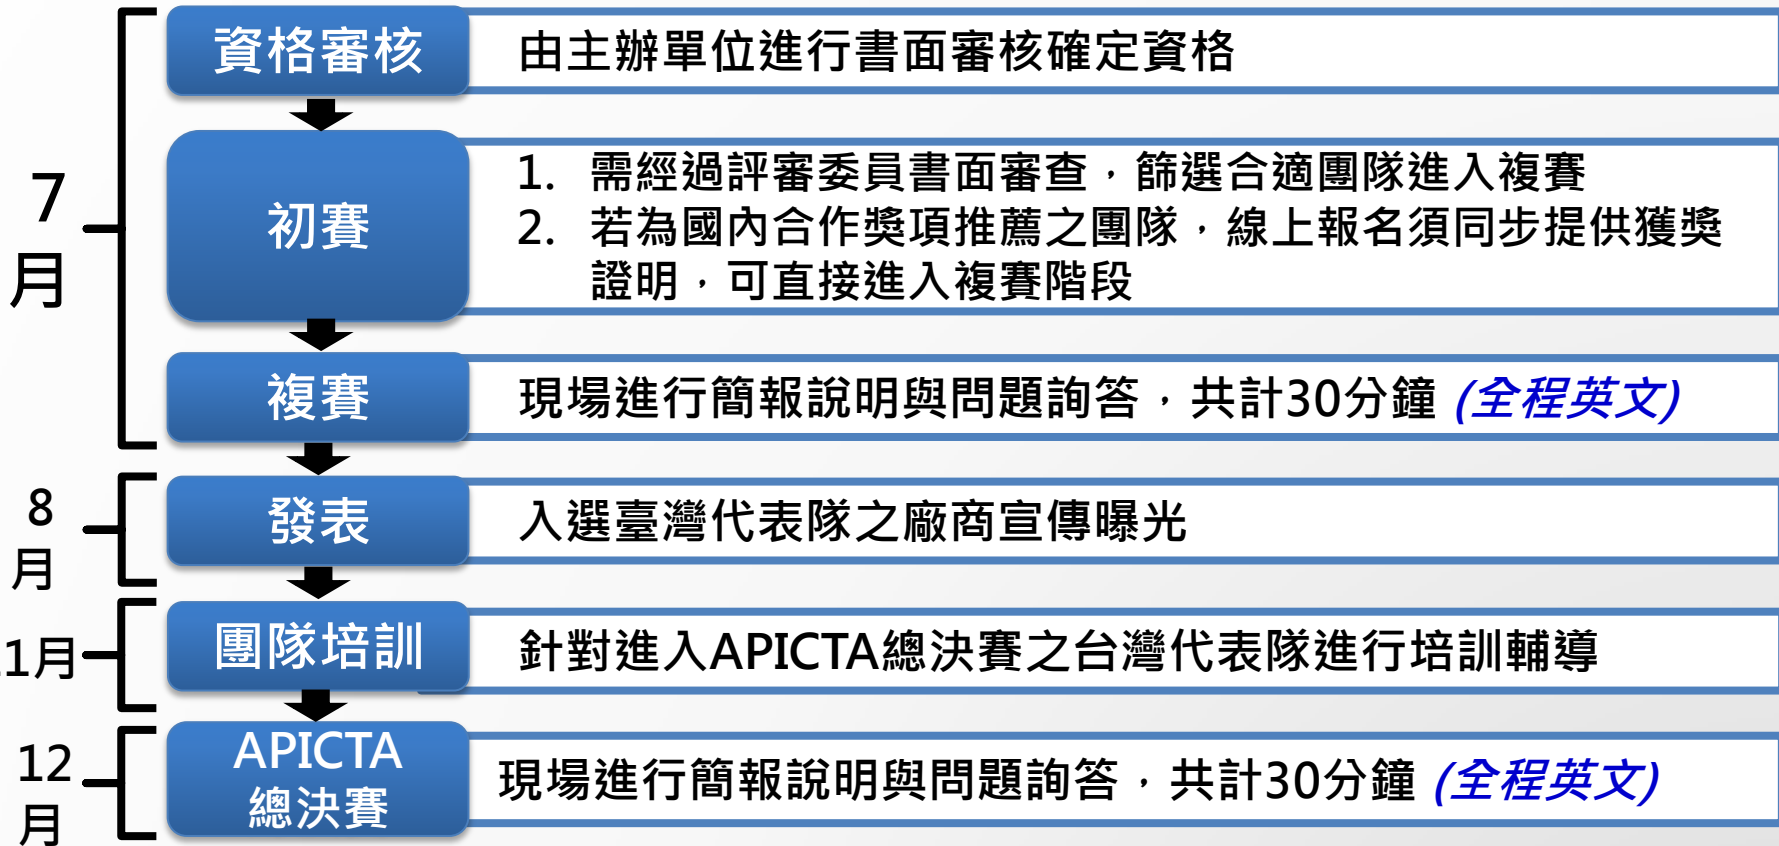 7
月
資格審核
由主辦單位進行書面審核確定資格
初賽
1. 需經過評審委員書面審查，篩選合適團隊進入複賽
2. 若為國內合作獎項推薦之團隊，線上報名須同步提供獲獎
證明，可直接進入複賽階段
複賽
現場進行簡報說明與問題詢答，共計30分鐘 (全程英文)
8
月
發表
入選臺灣代表隊之廠商宣傳曝光
1月
團隊培訓
針對進入APICTA總決賽之台灣代表隊進行培訓輔導
12
月
APICTA
總決賽
現場進行簡報說明與問題詢答，共計30分鐘 (全程英文)